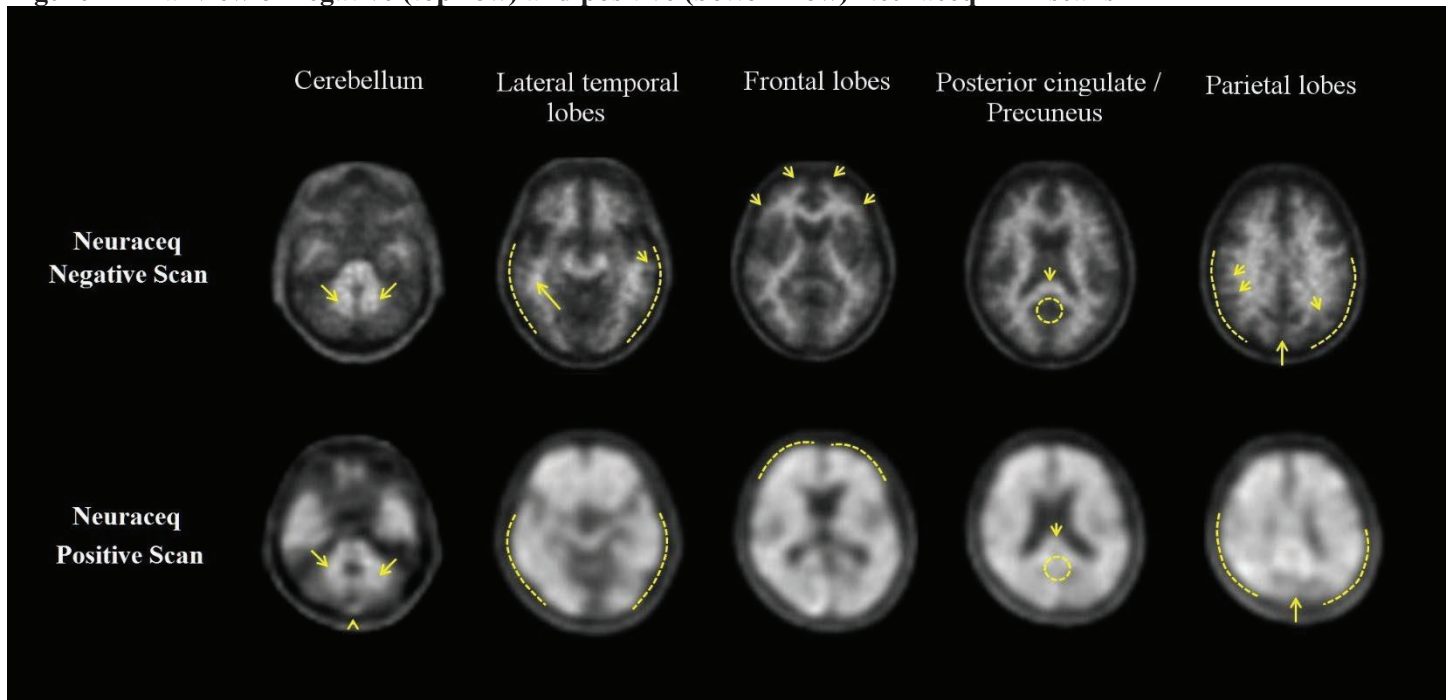 Cerebellum
Lateral temporal
lobes
Frontal lobes
Posterior cingulate /
Precuneus
Parietal lobes
Neuraceq
Negative Scan
Neuraceq
Positive Scan